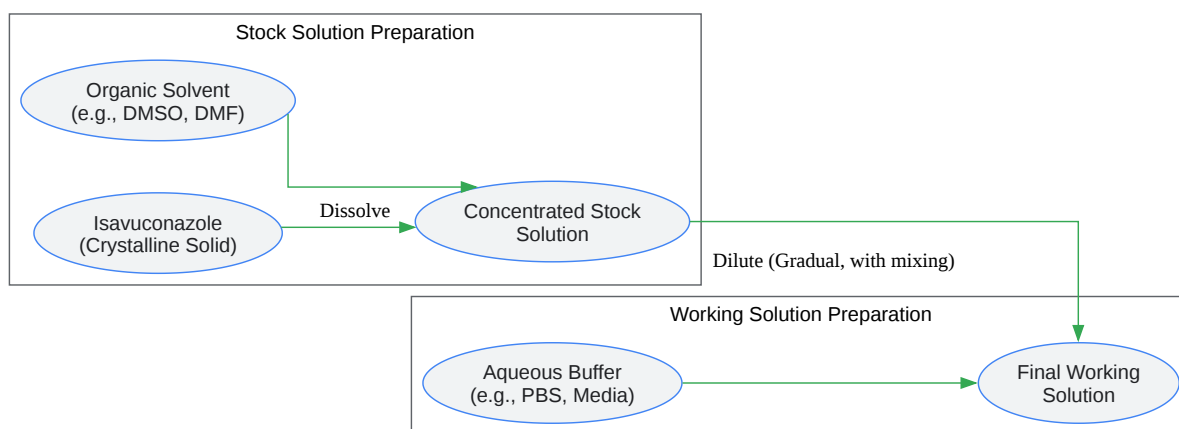 Stock Solution Preparation
Organic Solvent
(e.g., DMSO, DMF)
Isavuconazole
(Crystalline Solid)
Dissolve
Concentrated Stock
Solution
Dilute (Gradual, with mixing)
Working Solution Preparation
Aqueous Buffer
(e.g., PBS, Media)
Final Working
Solution